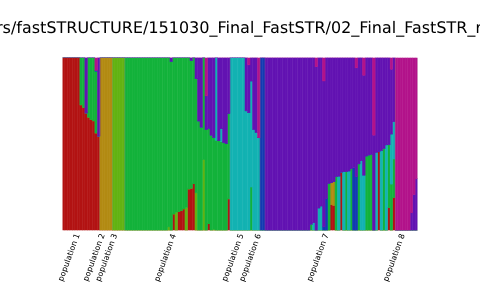 rs/fastSTRUCTURE/151030_Final_FastSTR/02_Final_FastSTR_r
population 1
population 2
population 3
population 4
population 5
population 6
population 7
population 8